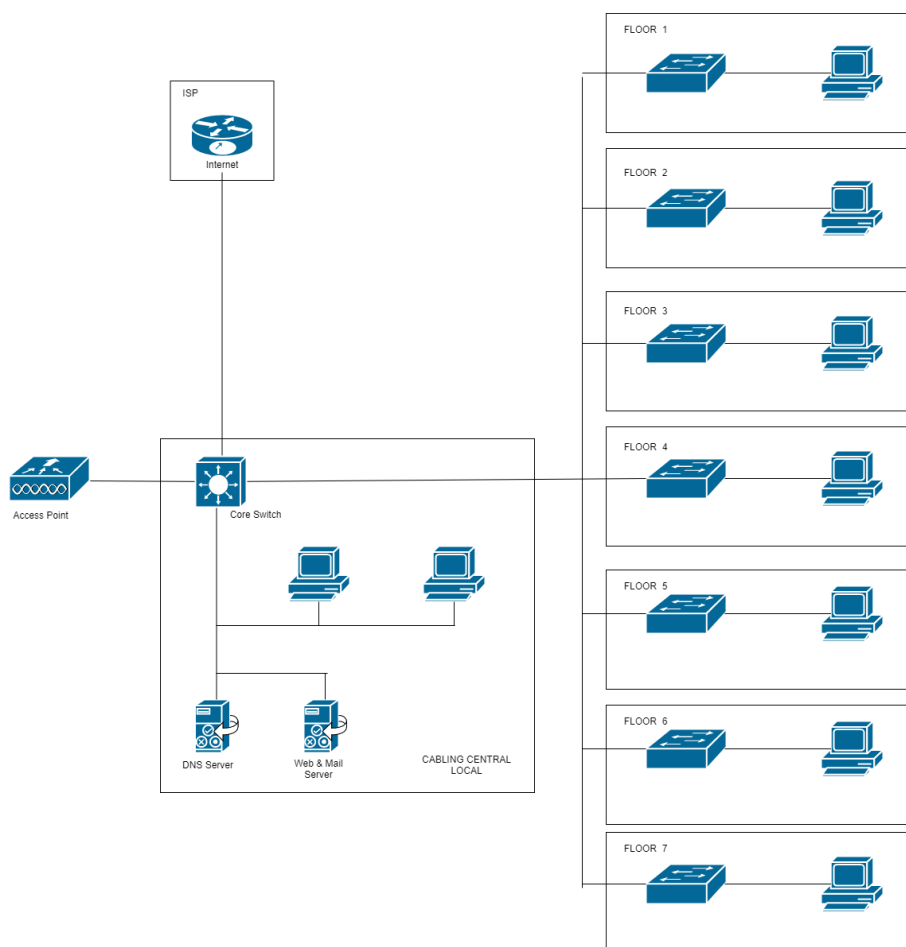 FLOOR 1
ISP
Internet
FLOOR 2
FLOOR 3
FLOOR 4
Access Point
Core Switch
FLOOR 5
FLOOR 6
DNS Server
Web & Mail
Server
CABLING CENTRAL
LOCAL
FLOOR 7